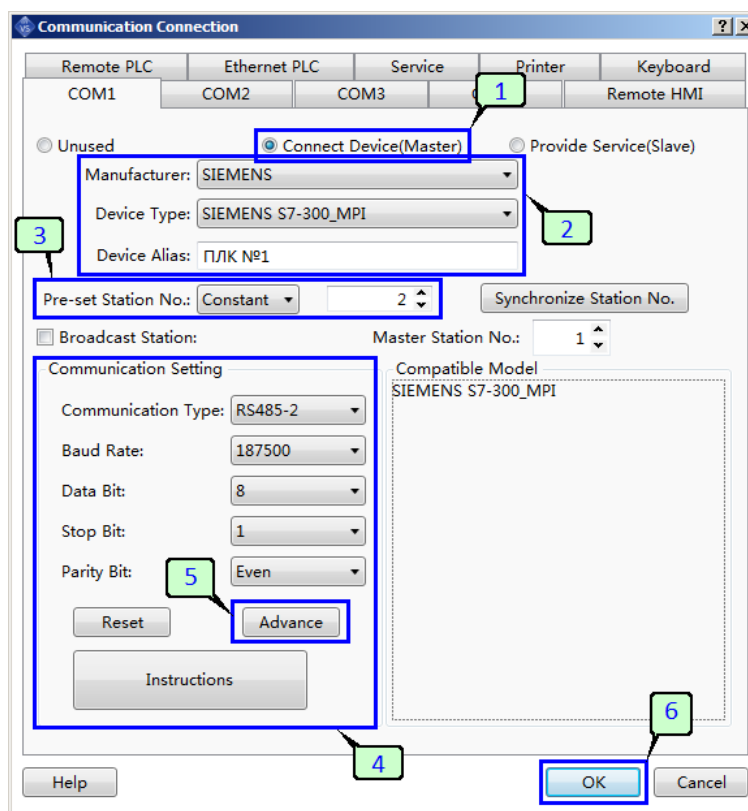 Communication Connection
Remote PLC Ethernet PLC Service Printer Keyboard
COM1 COM2 COM3 Remote HMI
1
Unused Connect Device(Master) Provide Service(Slave)
Manufacturer: SIEMENS
Device Type: SIEMENS S7-300_MPI
2
3
Device Alias: ПЛК №1
Pre-set Station No.: Constant 2 Synchronize Station No.
Broadcast Station: Master Station No.: 1
Communication Setting Compatible Model
SIEMENS S7-300_MPI
Communication Type: RS485-2
Baud Rate: 187500
Data Bit: 8
Stop Bit: 1
Parity Bit: Even
5
Reset Advance
Instructions
6
4
Help OK Cancel